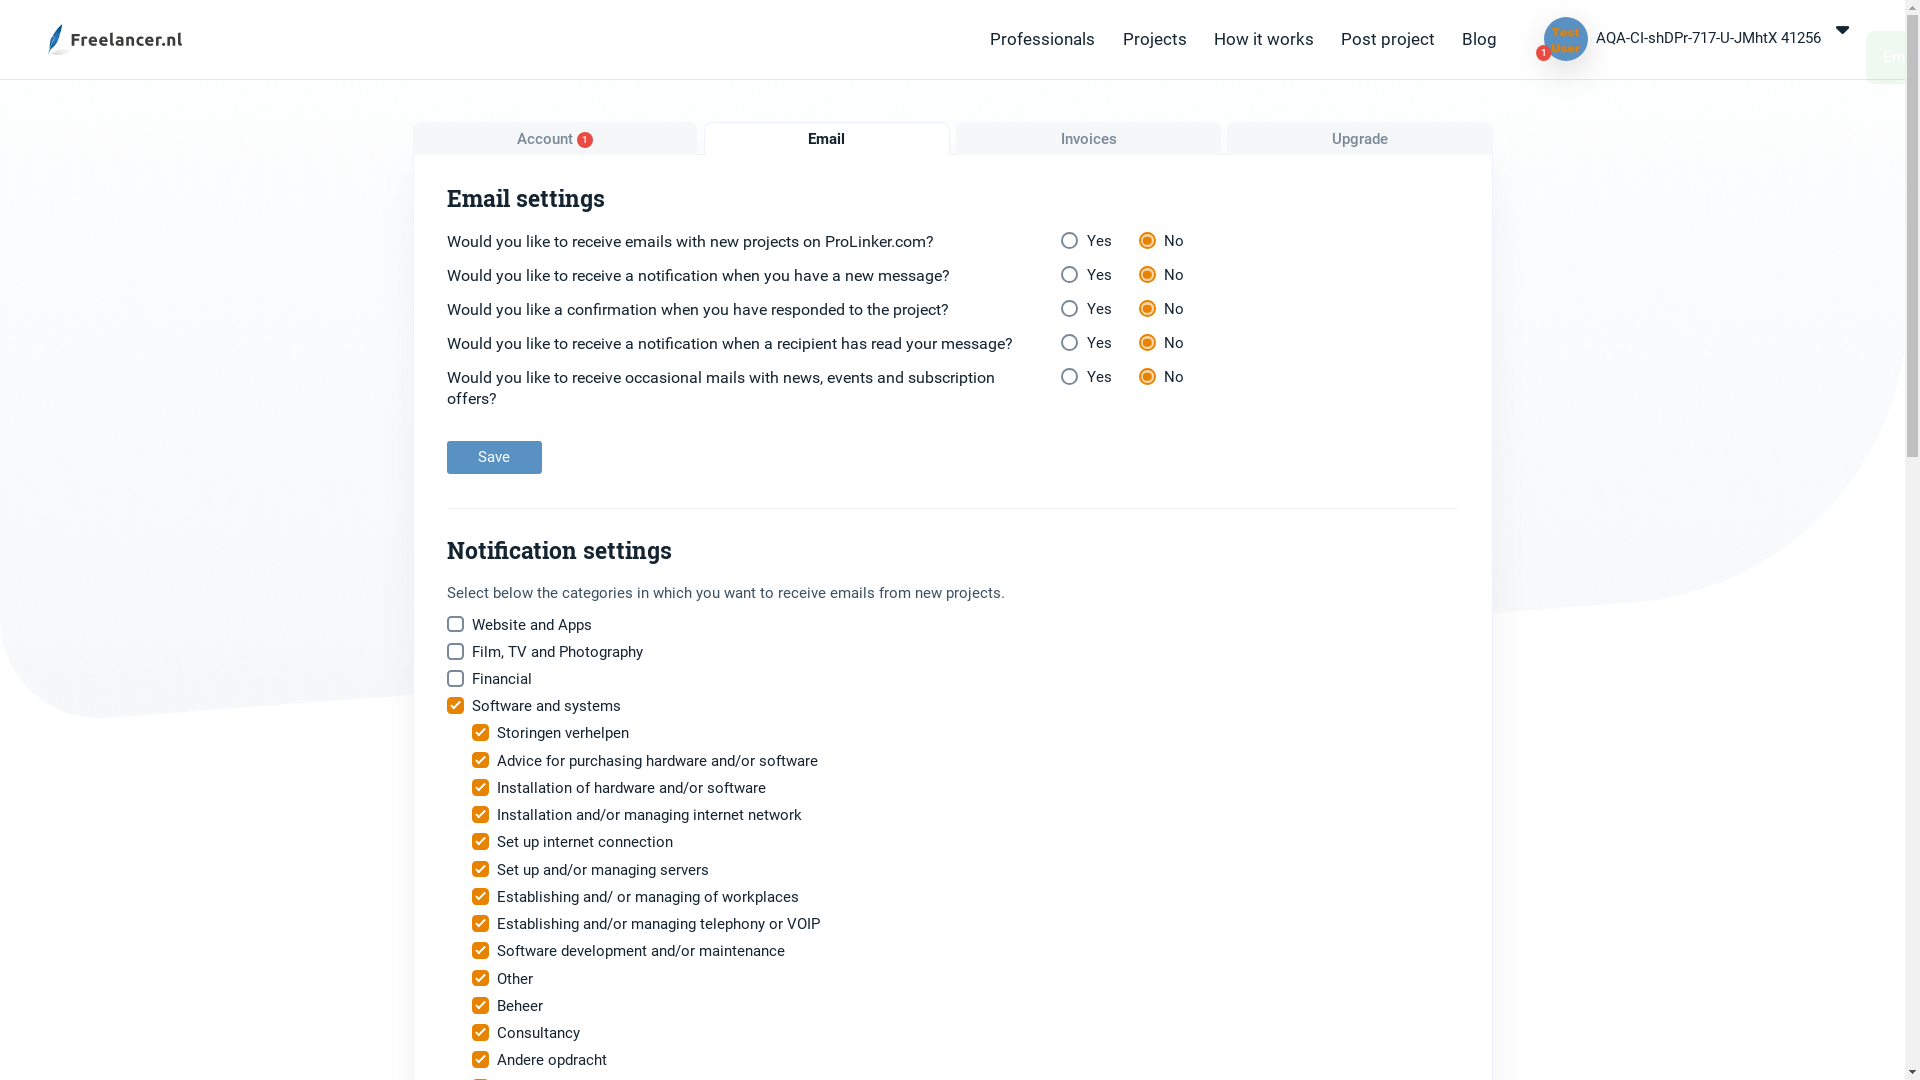 Freelancer.nl
Professionals
Projects
How it works
Post project
Blog
Test
User
1
AQA-CI-shDPr-717-U-JMhtX 41256
Em
Account 1
Email
Invoices
Upgrade
Email settings
Would you like to receive emails with new projects on ProLinker.com?
Yes
No
Would you like to receive a notification when you have a new message?
Yes
No
Would you like a confirmation when you have responded to the project?
Yes
No
Would you like to receive a notification when a recipient has read your message?
Yes
No
Would you like to receive occasional mails with news, events and subscription
offers?
Yes
No
Save
Notification settings
Select below the categories in which you want to receive emails from new projects.
Website and Apps
Film, TV and Photography
Financial
Software and systems
Storingen verhelpen
Advice for purchasing hardware and/or software
Installation of hardware and/or software
Installation and/or managing internet network
Set up internet connection
Set up and/or managing servers
Establishing and/ or managing of workplaces
Establishing and/or managing telephony or VOIP
Software development and/or maintenance
Other
Beheer
Consultancy
Andere opdracht